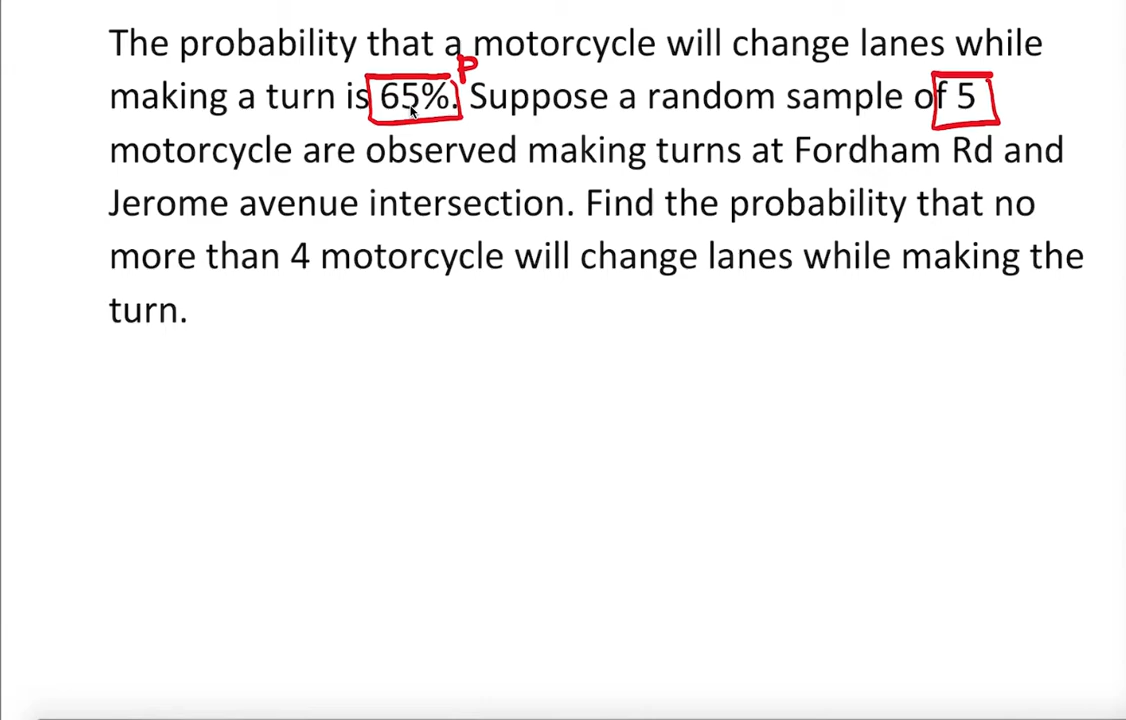 The probability that a motorcycle will change lanes while
P
making a turn is 65%. Suppose a random sample of 5
motorcycle are observed making turns at Fordham Rd and
Jerome avenue intersection. Find the probability that no
more than 4 motorcycle will change lanes while making the
turn.